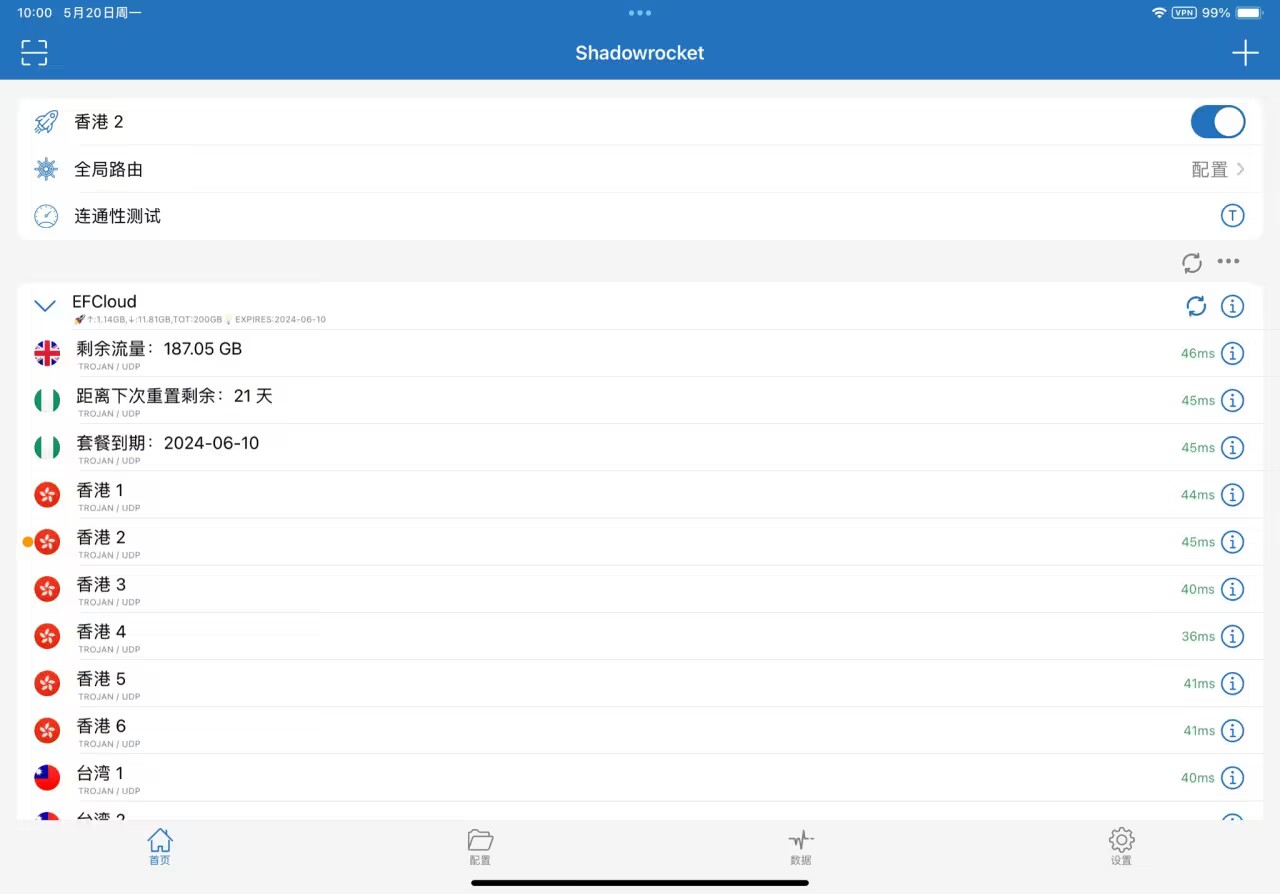 10:00 5月20日周一
VPN 99%
Shadowrocket
香港 2
全局路由 配置
连通性测试 T
EFCloud
🚀↑:1.14GB,↓:11.81GB,TOT:200GB💡EXPIRES:2024-06-10
剩余流量：187.05 GB 46ms
TROJAN / UDP
距离下次重置剩余：21 天 45ms
TROJAN / UDP
套餐到期：2024-06-10 45ms
TROJAN / UDP
香港 1 44ms
TROJAN / UDP
香港 2 45ms
TROJAN / UDP
香港 3 40ms
TROJAN / UDP
香港 4 36ms
TROJAN / UDP
香港 5 41ms
TROJAN / UDP
香港 6 41ms
TROJAN / UDP
台湾 1 40ms
TROJAN / UDP
台湾 2
首页 配置 数据 设置